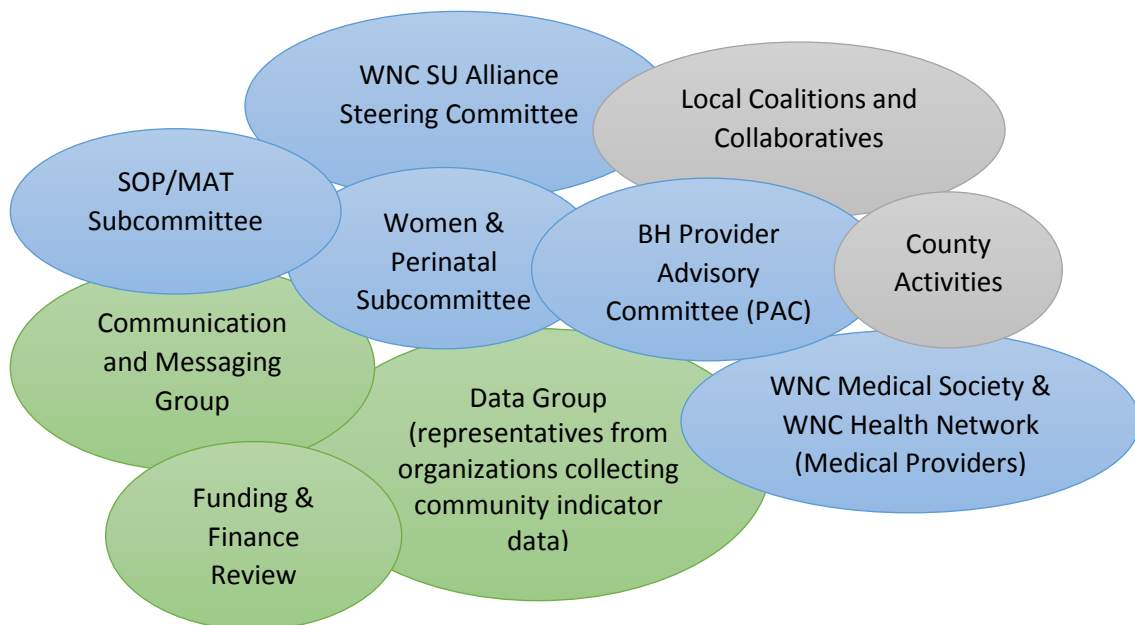 WNC SU Alliance
Steering Committee
Local Coalitions and
Collaboratives
SOP/MAT
Subcommittee
Women &
Perinatal
Subcommittee
BH Provider
Advisory
Committee (PAC)
County
Activities
Communication
and Messaging
Group
Data Group
(representatives from
organizations collecting
community indicator
data)
WNC Medical Society &
WNC Health Network
(Medical Providers)
Funding &
Finance
Review